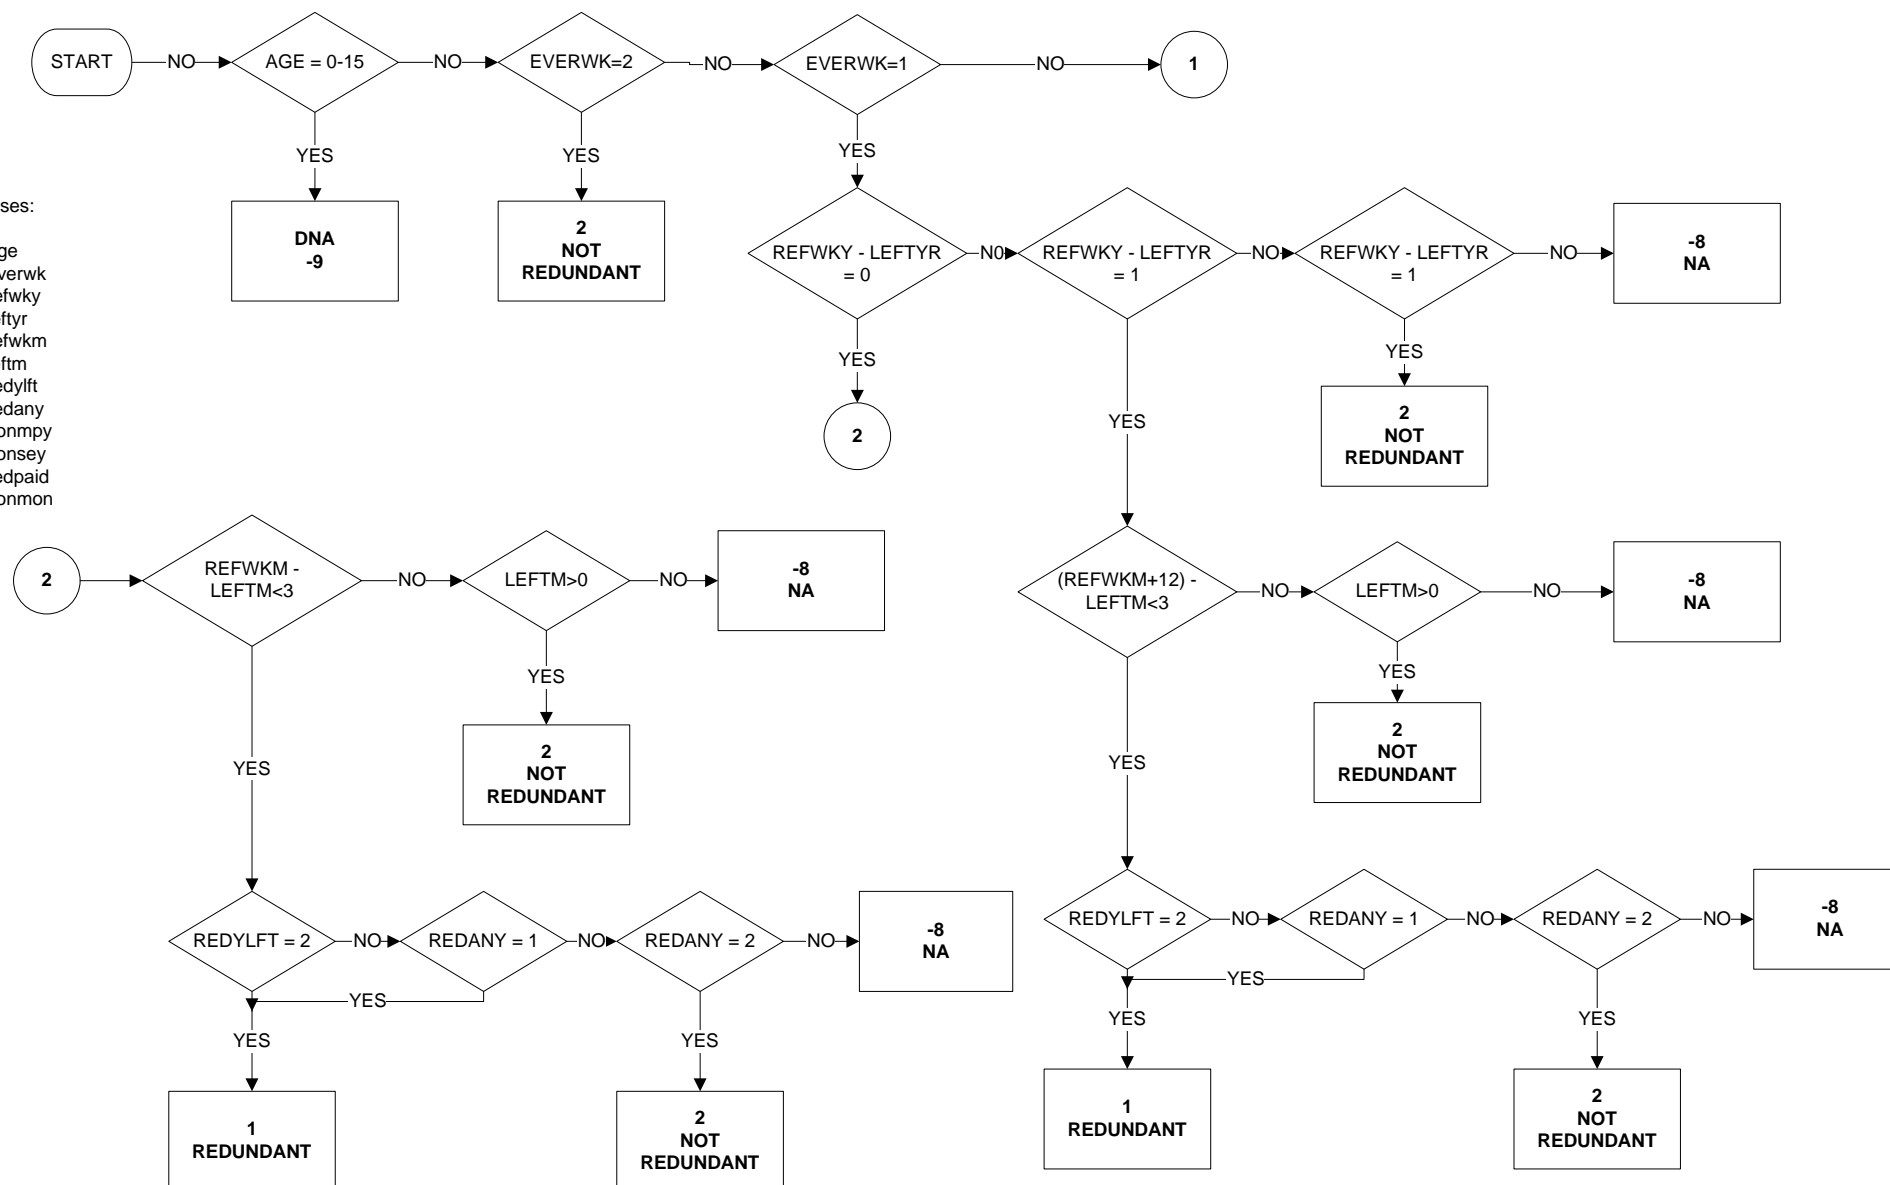 START
NO
AGE = 0-15
NO
EVERWK=2
NO
EVERWK=1
NO
1
YES
YES
YES
ses:
ge
verwk
efwky
eftyr
efwkm
eftm
edylft
edany
onmpy
onsey
edpaid
onmon
DNA
-9
2
NOT
REDUNDANT
REFWKY - LEFTYR
= 0
NO
REFWKY - LEFTYR
= 1
NO
REFWKY - LEFTYR
= 1
NO
-8
NA
YES
YES
YES
2
2
NOT
REDUNDANT
2
REFWKM -
LEFTM<3
NO
LEFTM>0
NO
-8
NA
(REFWKM+12) -
LEFTM<3
NO
LEFTM>0
NO
-8
NA
YES
YES
YES
YES
2
NOT
REDUNDANT
2
NOT
REDUNDANT
REDYLFT = 2
NO
REDANY = 1
NO
REDANY = 2
NO
-8
NA
REDYLFT = 2
NO
REDANY = 1
NO
REDANY = 2
NO
-8
NA
YES
YES
YES
YES
YES
YES
1
REDUNDANT
2
NOT
REDUNDANT
1
REDUNDANT
2
NOT
REDUNDANT